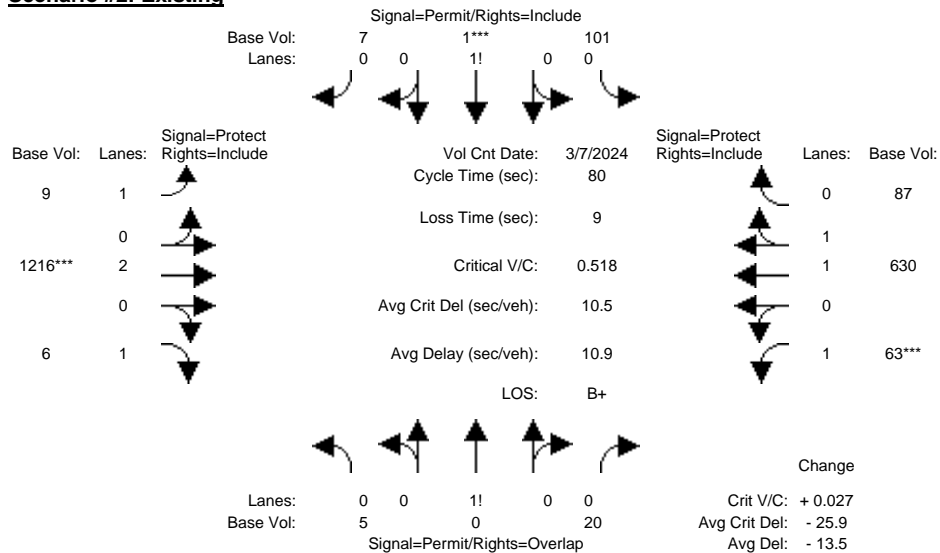 Scenario #2: Existing
Signal=Permit/Rights=Include
Base Vol: 7 1*** 101
Lanes: 0 0 1! 0 0
Signal=Protect
Base Vol: Lanes: Rights=Include
Vol Cnt Date: 3/7/2024
Signal=Protect
Rights=Include Lanes: Base Vol:
Cycle Time (sec): 80
9 1
0 87
Loss Time (sec): 9
0
1
1216*** 2
Critical V/C: 0.518
1 630
0
Avg Crit Del (sec/veh): 10.5
0
6 1
Avg Delay (sec/veh): 10.9
1 63***
LOS: B+
Change
Lanes: 0 0 1! 0 0
Crit V/C: + 0.027
Base Vol: 5 0 20
Avg Crit Del: - 25.9
Signal=Permit/Rights=Overlap
Avg Del: - 13.5